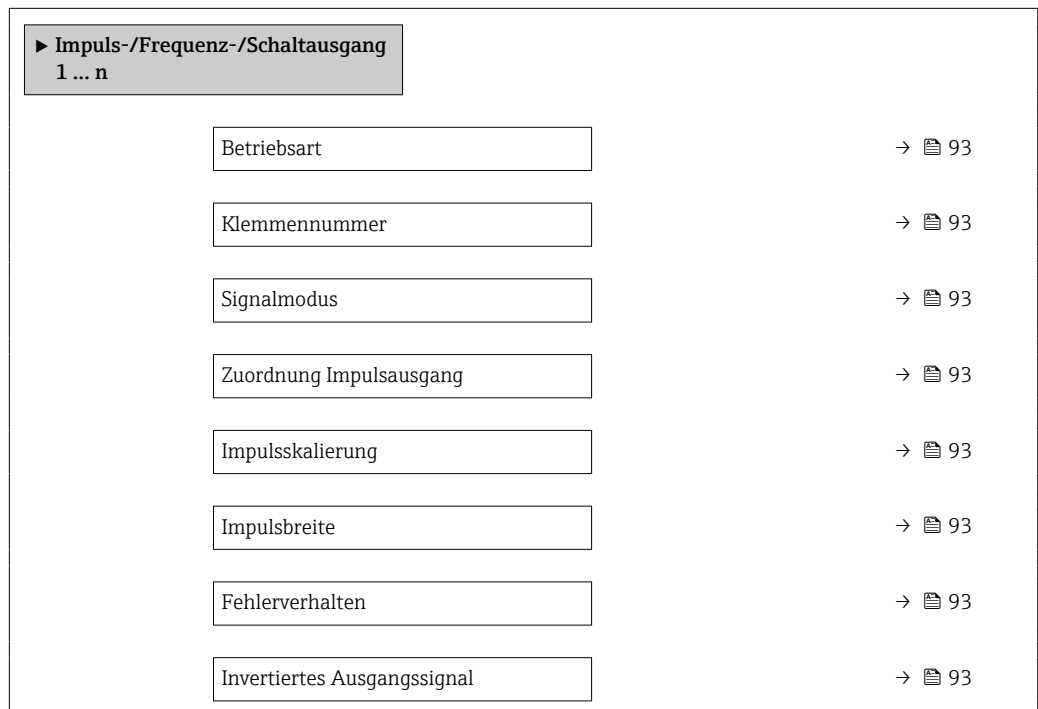 ▶ Impuls-/Frequenz-/Schaltausgang
1 ... n
Betriebsart → 93
Klemmennummer → 93
Signalmodus → 93
Zuordnung Impulsausgang → 93
Impulsskalierung → 93
Impulsbreite → 93
Fehlerverhalten → 93
Invertiertes Ausgangssignal → 93